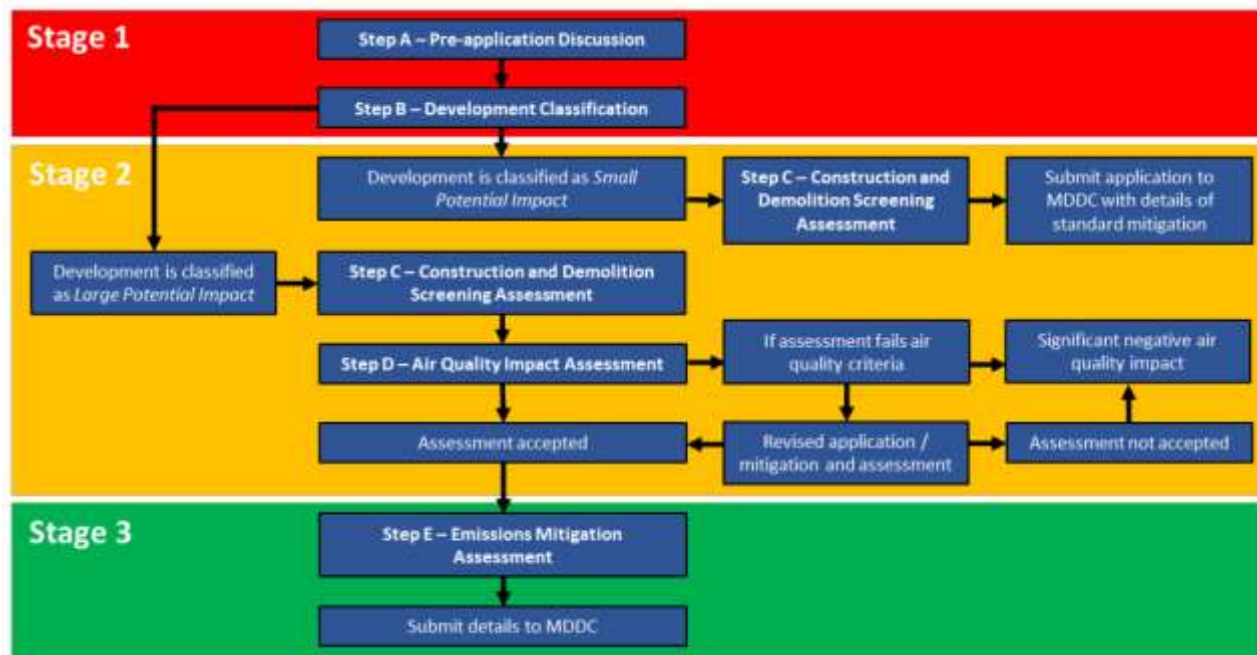 Stage 1
Step A – Pre-application Discussion
Step B – Development Classification
Stage 2
Development is classified as Small
Potential Impact
Step C – Construction and
Demolition Screening
Assessment
Submit application to
MDDC with details of
standard mitigation
Development is classified
as Large Potential Impact
Step C – Construction and Demolition
Screening Assessment
Step D – Air Quality Impact Assessment
If assessment fails air
quality criteria
Significant negative air
quality impact
Assessment accepted
Revised application /
mitigation and assessment
Assessment not accepted
Stage 3
Step E – Emissions Mitigation
Assessment
Submit details to MDDC